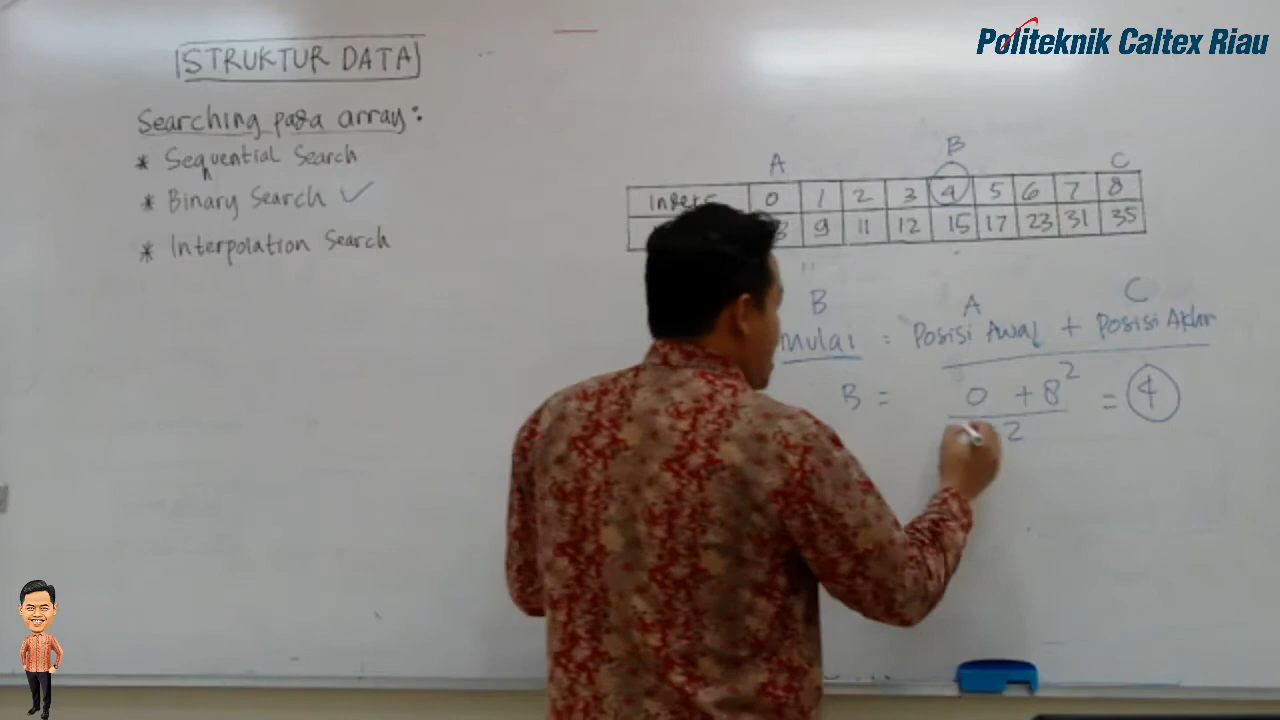 Politeknik Caltex Riau
STRUKTUR DATA
Searching pada array:
* Sequential Search
* Binary Search ✓
* Interpolation Search
A B C
0 1 2 3 4 5 6 7 8
9 11 12 15 17 23 31 35
B A C
mulai = Posisi Awal + Posisi Akhir
2
B = 0 + 8 = 4
2